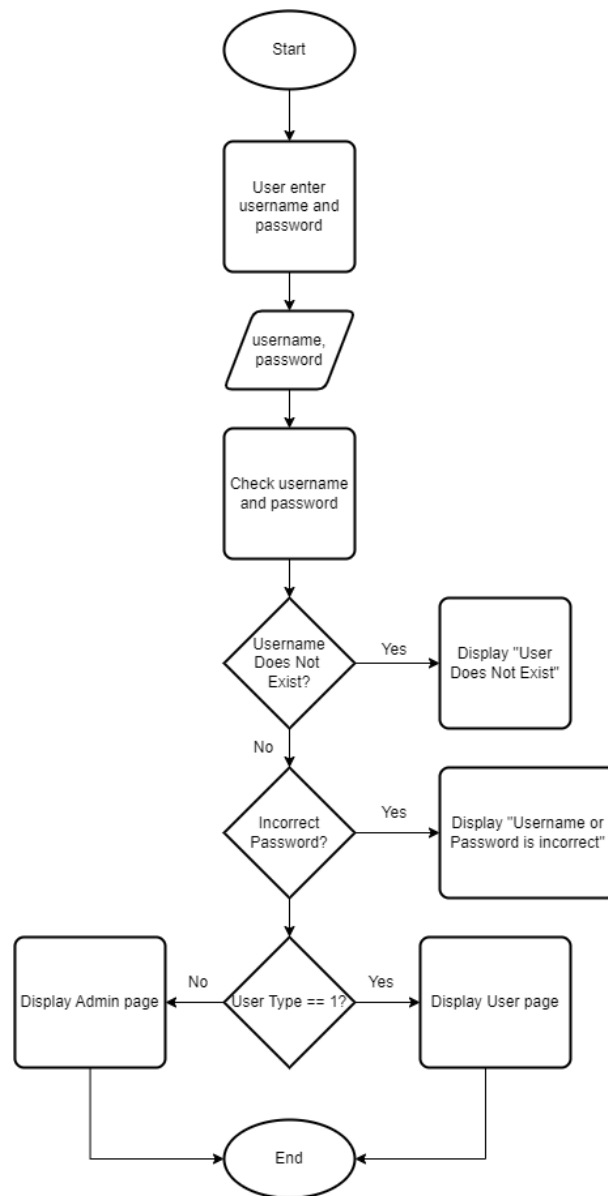 Start
User enter
username and
password
username,
password
Check username
and password
Username
Does Not
Exist?
Yes
Display "User
Does Not Exist"
No
Incorrect
Password?
Yes
Display "Username or
Password is incorrect"
Display Admin page
No
User Type == 1?
Yes
Display User page
End